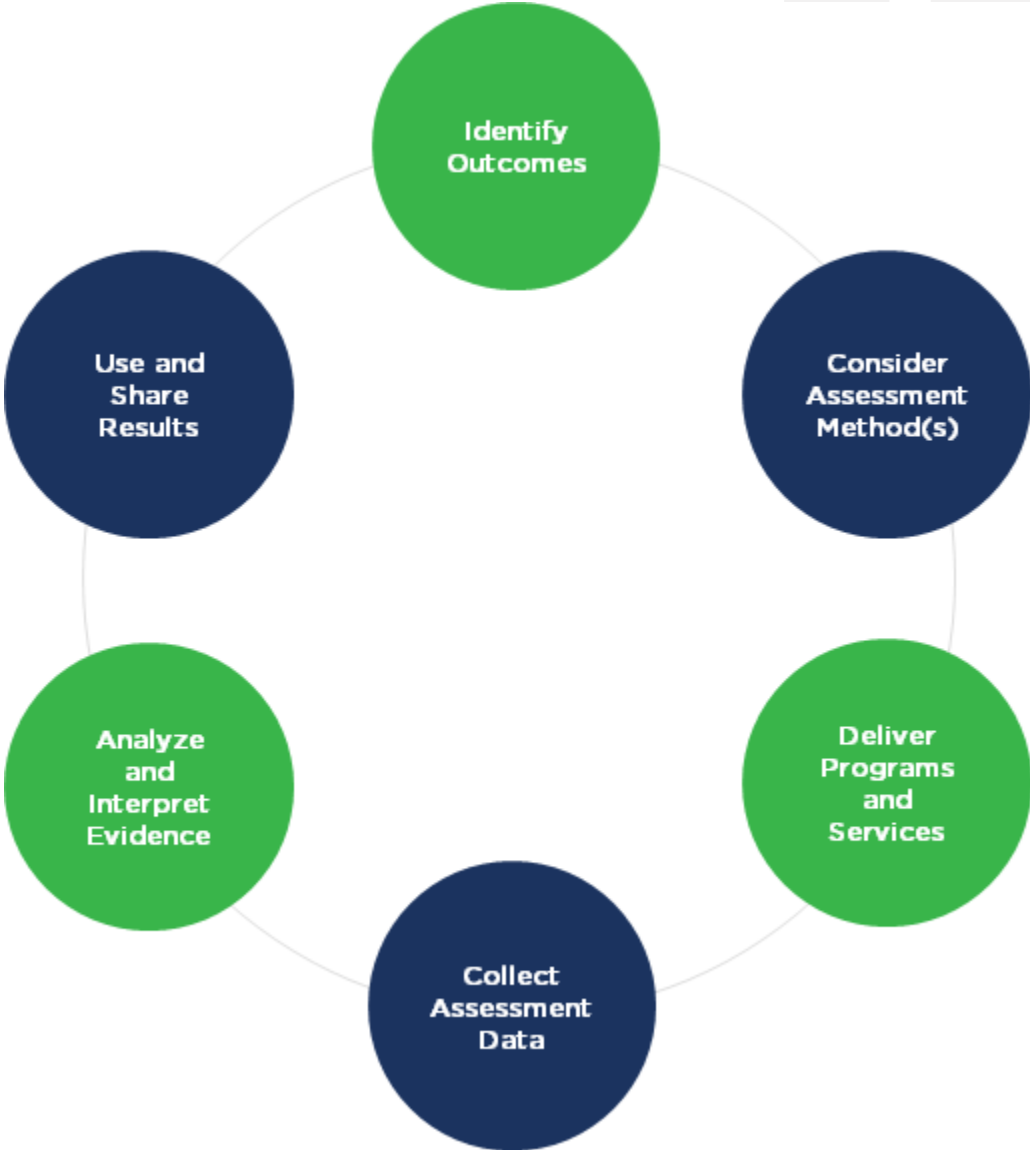 Identify
Outcomes
Consider
Assessment
Method(s)
Deliver
Programs
and
Services
Collect
Assessment
Data
Analyze
and
Interpret
Evidence
Use and
Share
Results